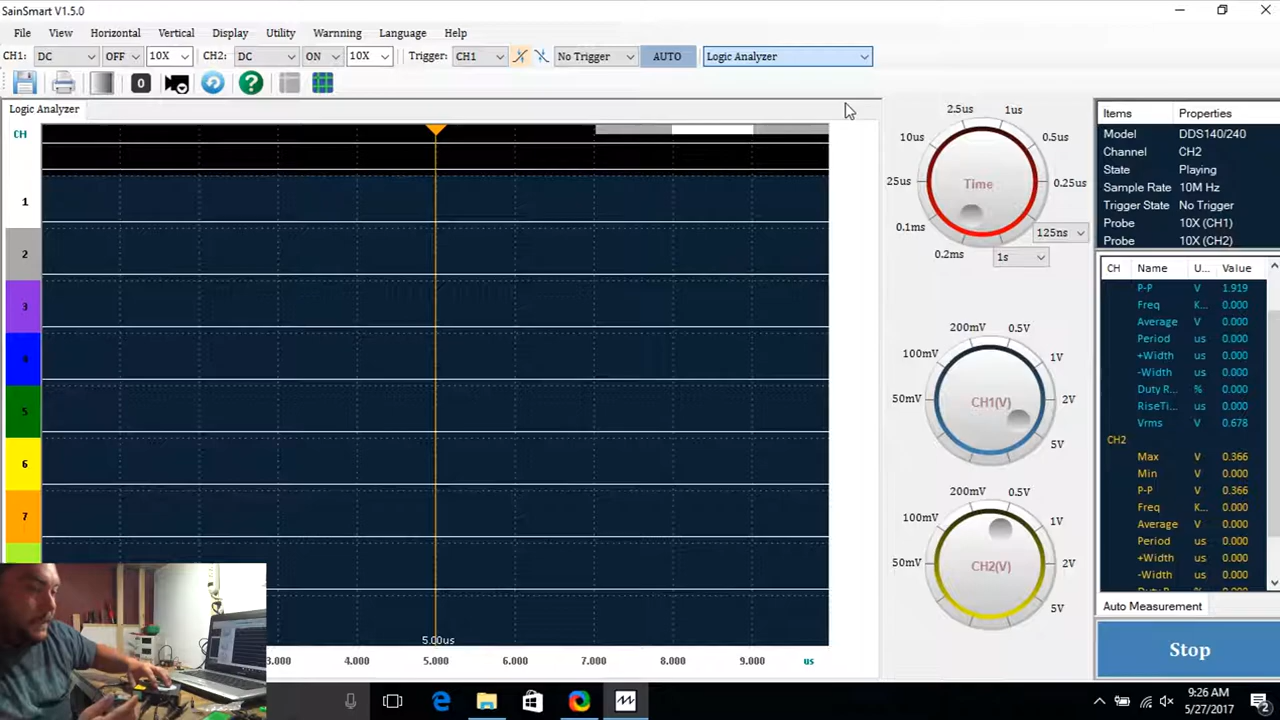 SainSmart V1.5.0
File View Horizontal Vertical Display Utility Warnning Language Help
CH1: DC OFF 10X CH2: DC ON 10X Trigger: CH1 No Trigger AUTO Logic Analyzer
0 ?
Logic Analyzer
CH
1
2
3
4
5
6
7
5.00us
3.000 4.000 5.000 6.000 7.000 8.000 9.000 us
2.5us 1us
10us 0.5us
25us Time 0.25us
0.1ms 125ns
0.2ms 1s
200mV 0.5V
100mV 1V
50mV CH1(V) 2V
5V
200mV 0.5V
100mV 1V
50mV CH2(V) 2V
5V
Items Properties
Model DDS140/240
Channel CH2
State Playing
Sample Rate 10M Hz
Trigger State No Trigger
Probe 10X (CH1)
Probe 10X (CH2)
CH Name U... Value
P-P V 1.919
Freq K... 0.000
Average V 0.000
Period us 0.000
+Width us 0.000
-Width us 0.000
Duty R... % 0.000
RiseTi... us 0.000
Vrms V 0.678
CH2
Max V 0.366
Min V 0.000
P-P V 0.366
Freq K... 0.000
Average V 0.000
Period us 0.000
+Width us 0.000
-Width us 0.000
Auto Measurement
Stop
9:26 AM
5/27/2017
2